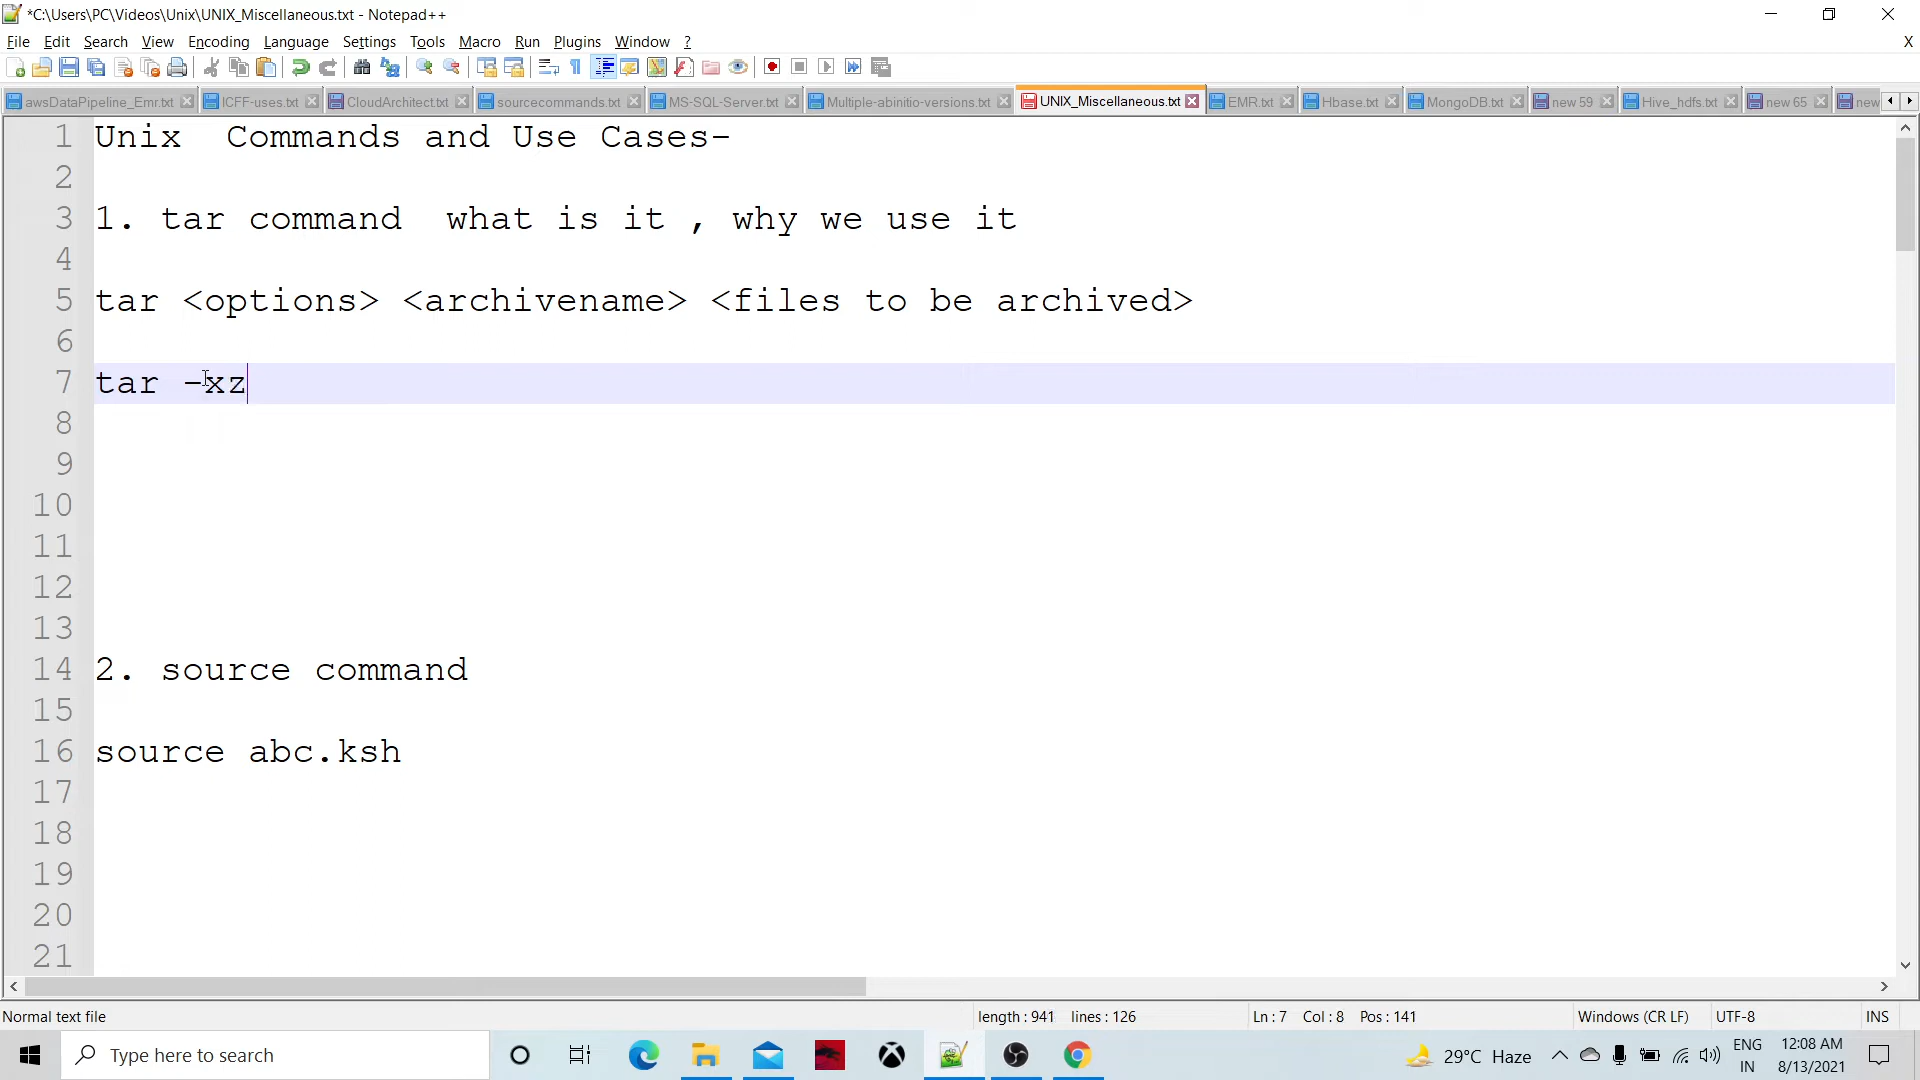 *C:\Users\PC\Videos\Unix\UNIX_Miscellaneous.txt - Notepad++
File Edit Search View Encoding Language Settings Tools Macro Run Plugins Window ? X
awsDataPipeline_Emr.txt ICFF-uses.txt CloudArchitect.txt sourcecommands.txt MS-SQL-Server.txt Multiple-abinitio-versions.txt UNIX_Miscellaneous.txt EMR.txt Hbase.txt MongoDB.txt new 59 Hive_hdfs.txt new 65 new
1 Unix  Commands and Use Cases-
2
3 1. tar command  what is it , why we use it
4
5 tar <options> <archivename> <files to be archived>
6
7 tar -xz
8
9
10
11
12
13
14 2. source command
15
16 source abc.ksh
17
18
19
20
21
Normal text file length : 941 lines : 126 Ln : 7 Col : 8 Pos : 141 Windows (CR LF) UTF-8 INS
Type here to search 29°C Haze ENG IN 12:08 AM 8/13/2021